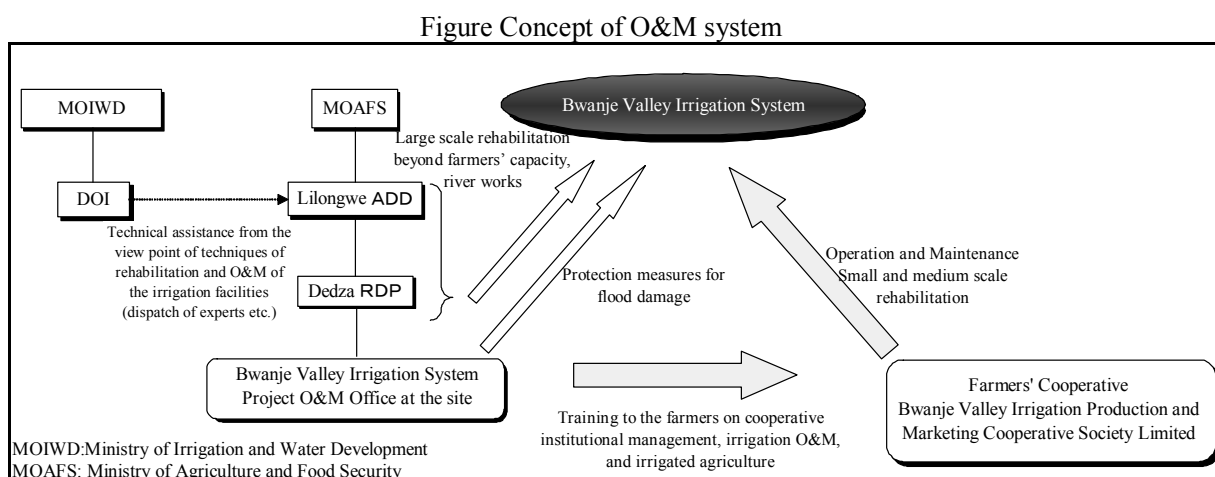 Figure Concept of O&M system
MOIWD
MOAFS
Bwanje Valley Irrigation System
Large scale rehabilitation
beyond farmers' capacity,
river works
DOI
Lilongwe ADD
Technical assistance from the
view point of techniques of
rehabilitation and O&M of
the irrigation facilities
(dispatch of experts etc.)
Dedza RDP
Protection measures for
flood damage
Operation and Maintenance
Small and medium scale
rehabilitation
Bwanje Valley Irrigation System
Project O&M Office at the site
Farmers' Cooperative
Bwanje Valley Irrigation Production and
Marketing Cooperative Society Limited
Training to the farmers on cooperative
institutional management, irrigation O&M,
and irrigated agriculture
MOIWD:Ministry of Irrigation and Water Development
MOAFS: Ministry of Agriculture and Food Security